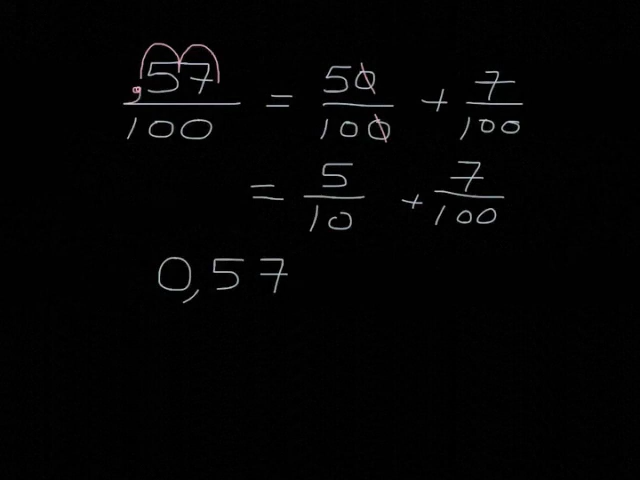 ,57/100 = 50/100 + 7/100
= 5/10 + 7/100
0,57